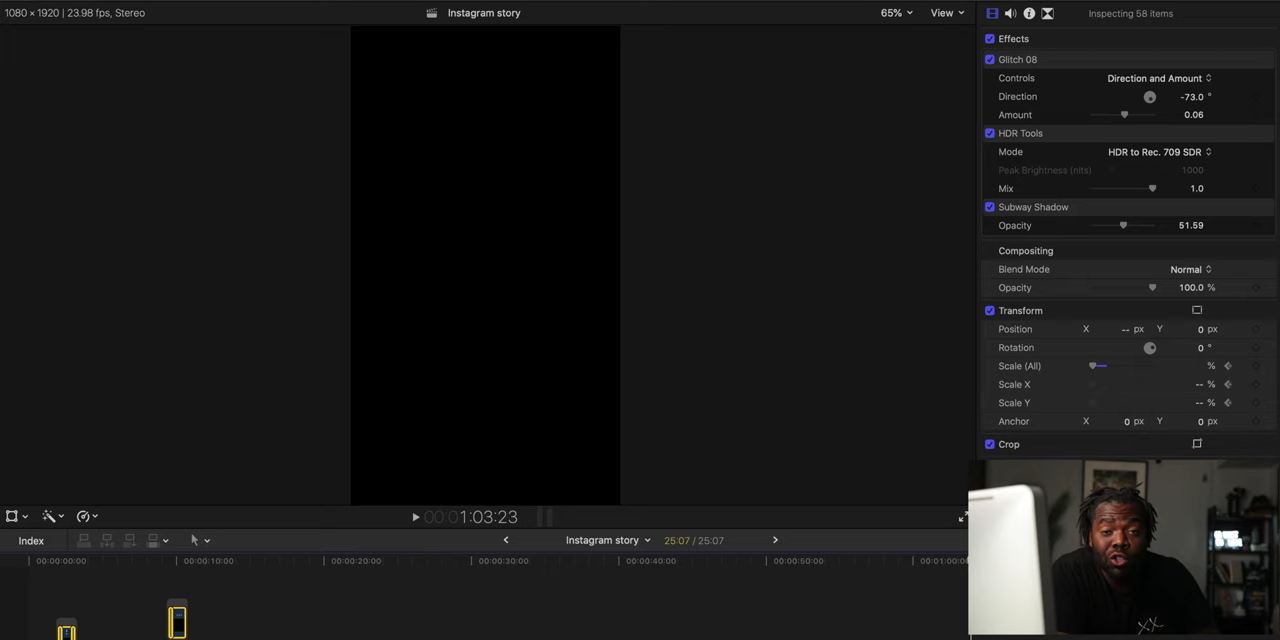 1080 × 1920 | 23.98 fps, Stereo
Instagram story
65%
View
Inspecting 58 items
Effects
Glitch 08
Controls Direction and Amount
Direction -73.0 °
Amount 0.06
HDR Tools
Mode HDR to Rec. 709 SDR
Peak Brightness (nits) 1000
Mix 1.0
Subway Shadow
Opacity 51.59
Compositing
Blend Mode Normal
Opacity 100.0 %
Transform
Position X -- px Y 0 px
Rotation 0 °
Scale (All) %
Scale X -- %
Scale Y -- %
Anchor X 0 px Y 0 px
Crop
00:01:03:23
Index
Instagram story
25:07 / 25:07
00:00:00:00
00:00:10:00
00:00:20:00
00:00:30:00
00:00:40:00
00:00:50:00
00:01:00:0
XX